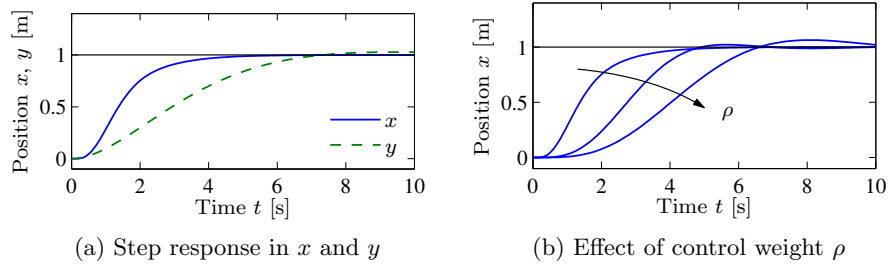 Position x, y [m]
1
0.5
0
0 2 4 6 8 10
Time t [s]
x
y
(a) Step response in x and y
Position x [m]
1
0.5
0
0 2 4 6 8 10
Time t [s]
ρ
(b) Effect of control weight ρ